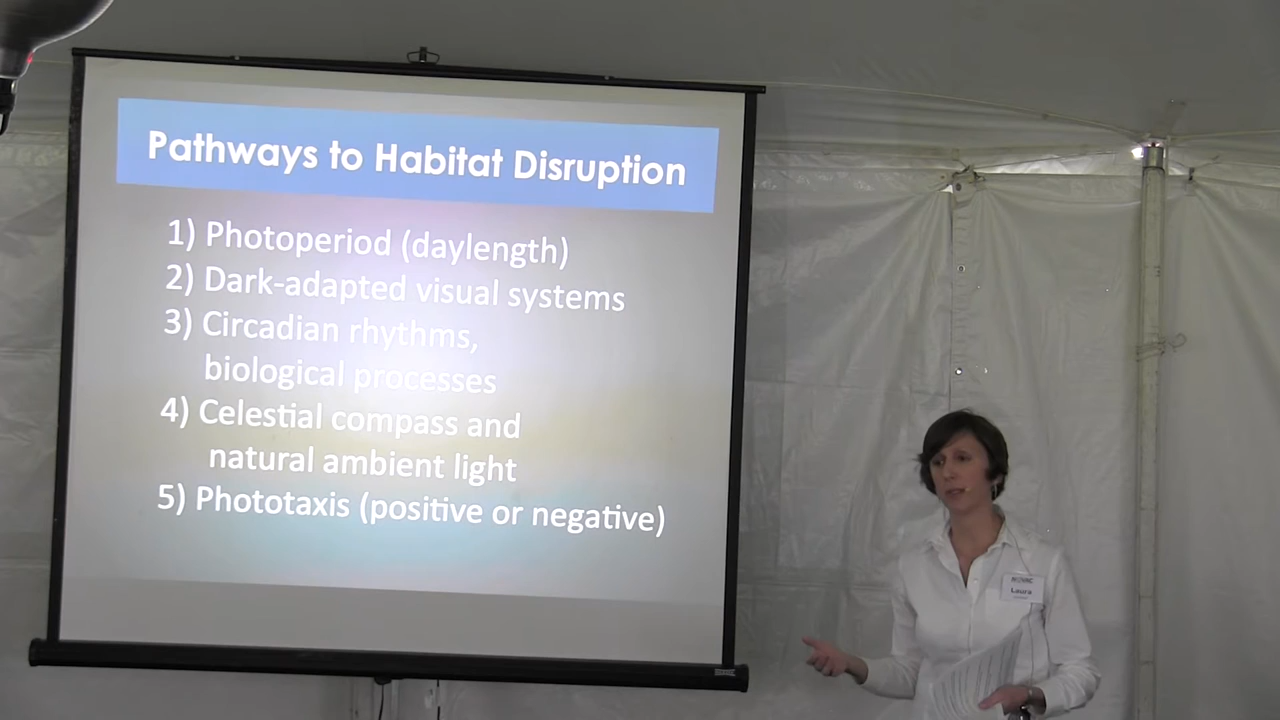 Pathways to Habitat Disruption
1) Photoperiod (daylength)
2) Dark-adapted visual systems
3) Circadian rhythms,
biological processes
4) Celestial compass and
natural ambient light
5) Phototaxis (positive or negative)
Laura